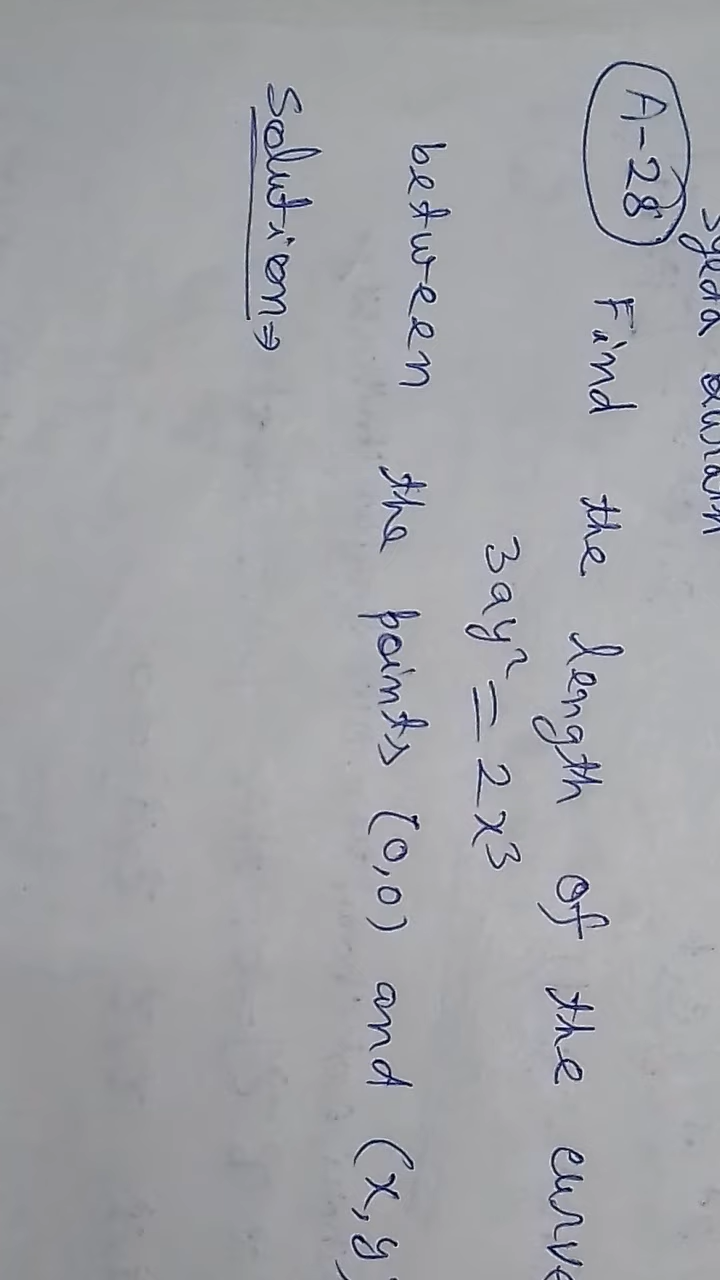 A-28 Find the length of the curve
3ay² = 2x³
between the points (0,0) and (x,y)
Solution ⇒